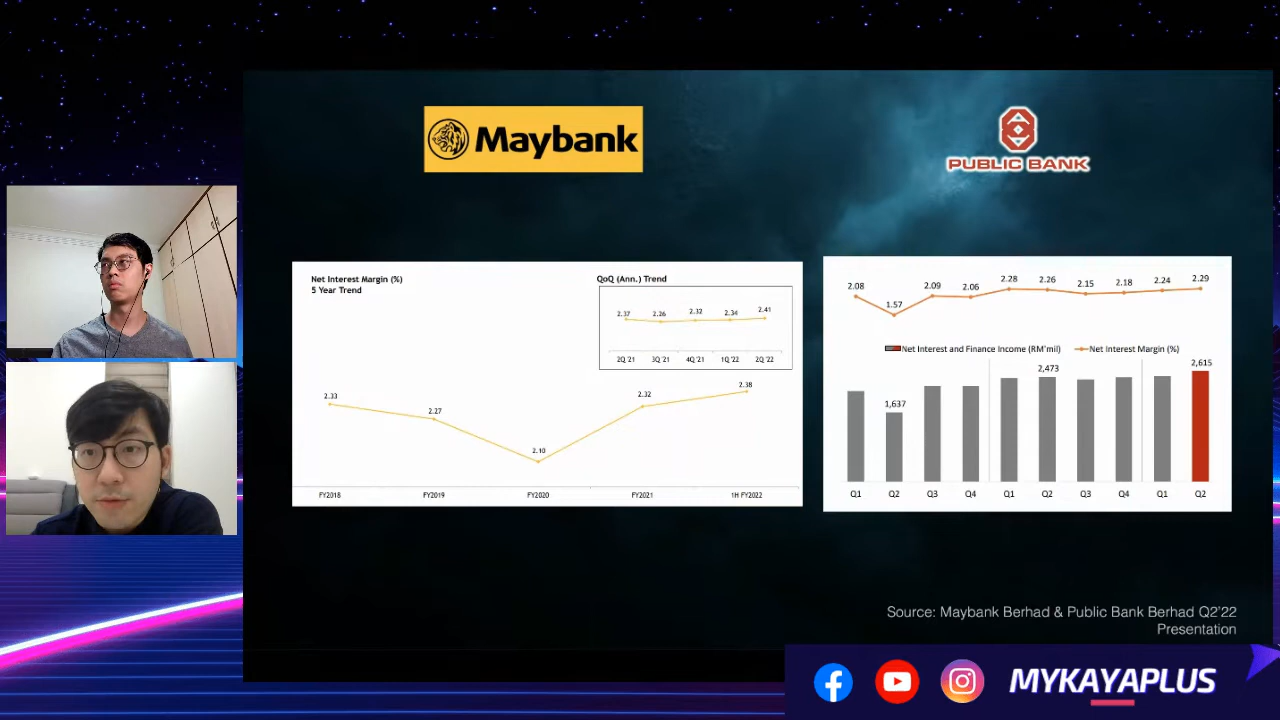 Maybank
PUBLIC BANK
Net Interest Margin (%)
5 Year Trend
QoQ (Ann.) Trend
2.37 2.26 2.32 2.34 2.41
2Q '21 3Q '21 4Q '21 1Q '22 2Q '22
2.33 2.27 2.10 2.32 2.38
FY2018 FY2019 FY2020 FY2021 1H FY2022
2.08 1.57 2.09 2.06 2.28 2.26 2.15 2.18 2.24 2.29
Net Interest and Finance Income (RM'mil) Net Interest Margin (%)
1,637 2,473 2,615
Q1 Q2 Q3 Q4 Q1 Q2 Q3 Q4 Q1 Q2
Source: Maybank Berhad & Public Bank Berhad Q2'22
Presentation
MYKAYAPLUS